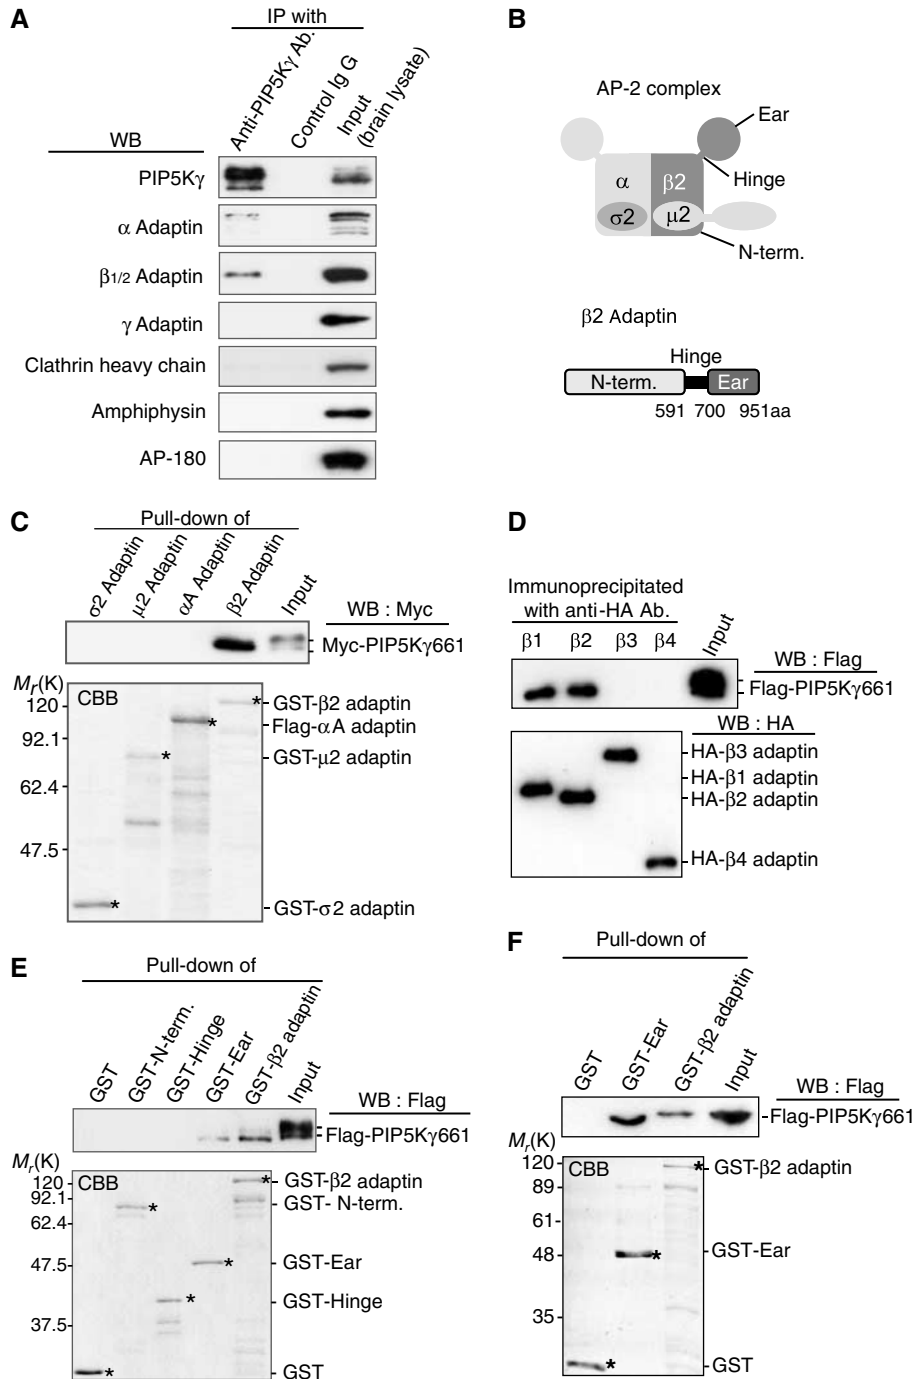 A
IP with
Anti-PIP5Kγ Ab.
Control Ig G
Input
(brain lysate)
WB
PIP5Kγ
α Adaptin
β1/2 Adaptin
γ Adaptin
Clathrin heavy chain
Amphiphysin
AP-180
B
AP-2 complex
Ear
α
β2
Hinge
σ2
μ2
N-term.
β2 Adaptin
Hinge
N-term.
Ear
591 700 951aa
C
Pull-down of
σ2 Adaptin
μ2 Adaptin
αA Adaptin
β2 Adaptin
Input
WB : Myc
Myc-PIP5Kγ661
Mr(K)
CBB
120
92.1
62.4
47.5
* GST-β2 adaptin
* Flag-αA adaptin
* GST-μ2 adaptin
* GST-σ2 adaptin
D
Immunoprecipitated
with anti-HA Ab.
β1 β2 β3 β4
Input
WB : Flag
Flag-PIP5Kγ661
WB : HA
HA-β3 adaptin
HA-β1 adaptin
HA-β2 adaptin
HA-β4 adaptin
E
Pull-down of
GST
GST-N-term.
GST-Hinge
GST-Ear
GST-β2 adaptin
Input
WB : Flag
Flag-PIP5Kγ661
Mr(K)
CBB
120
92.1
62.4
47.5
37.5
* GST-β2 adaptin
* GST- N-term.
* GST-Ear
* GST-Hinge
* GST
F
Pull-down of
GST
GST-Ear
GST-β2 adaptin
Input
WB : Flag
Flag-PIP5Kγ661
Mr(K)
CBB
120
89
61
48
35
* GST-β2 adaptin
* GST-Ear
* GST